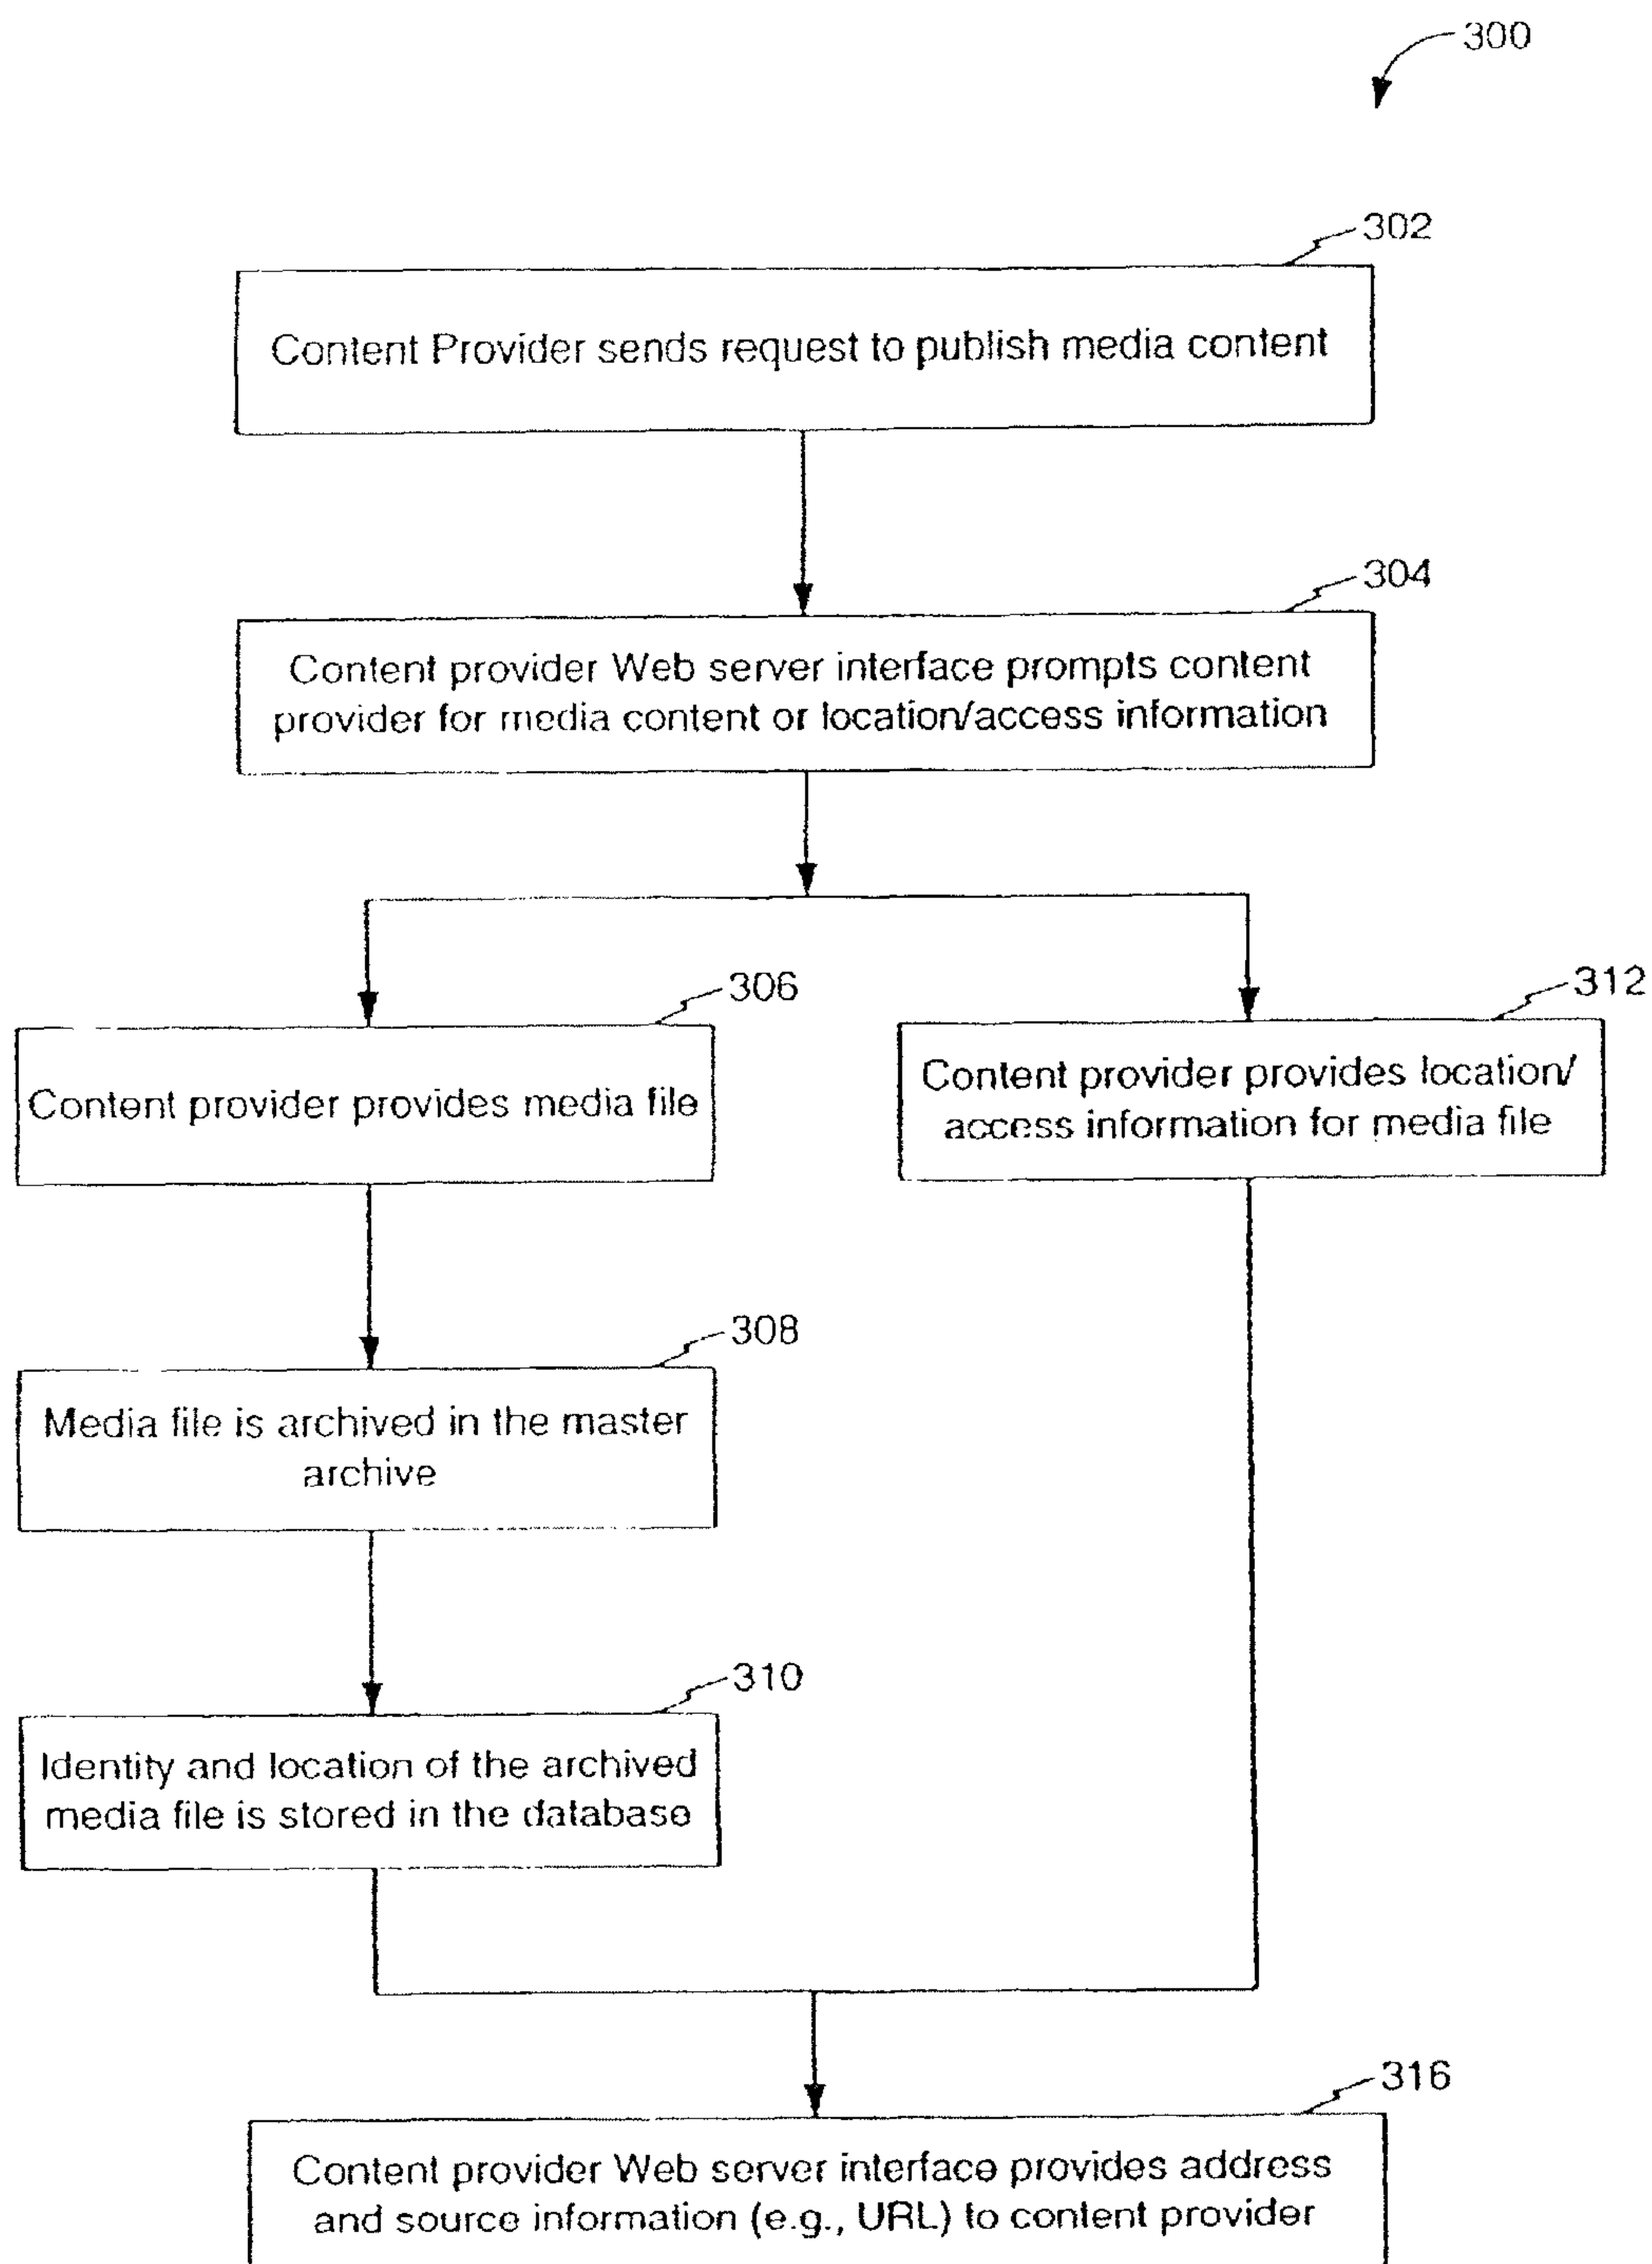 300
302
Content Provider sends request to publish media content
304
Content provider Web server interface prompts content
provider for media content or location/access information
306
Content provider provides media file
312
Content provider provides location/
access information for media file
308
Media file is archived in the master
archive
310
Identity and location of the archived
media file is stored in the database
316
Content provider Web server interface provides address
and source information (e.g., URL) to content provider